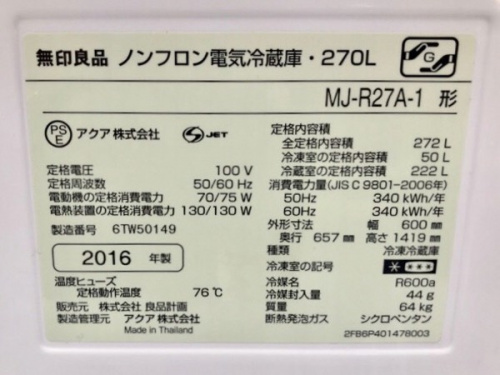 無印良品 ノンフロン電気冷蔵庫・270L
G
MJ-R27A-1 形
PS E アクア株式会社 S JET
定格電圧 100 V
定格周波数 50/60 Hz
電動機の定格消費電力 70/75 W
電熱装置の定格消費電力 130/130 W
製造番号 6TW50149
2016 年製
温度ヒューズ
定格動作温度 76℃
販売元 株式会社 良品計画
製造管理元 アクア 株式会社
Made in Thailand
定格内容積
全定格内容積 272 L
冷凍室の定格内容積 50 L
冷蔵室の定格内容積 222 L
消費電力量(JIS C 9801-2006年)
50Hz 340 kWh/年
60Hz 340 kWh/年
外形寸法 幅 600 mm
奥行 657 mm 高さ 1419 mm
種類 冷凍冷蔵庫
冷凍室の記号
冷媒名 R600a
冷媒封入量 44 g
質量 64 kg
断熱発泡ガス シクロペンタン
2FB6P401478003